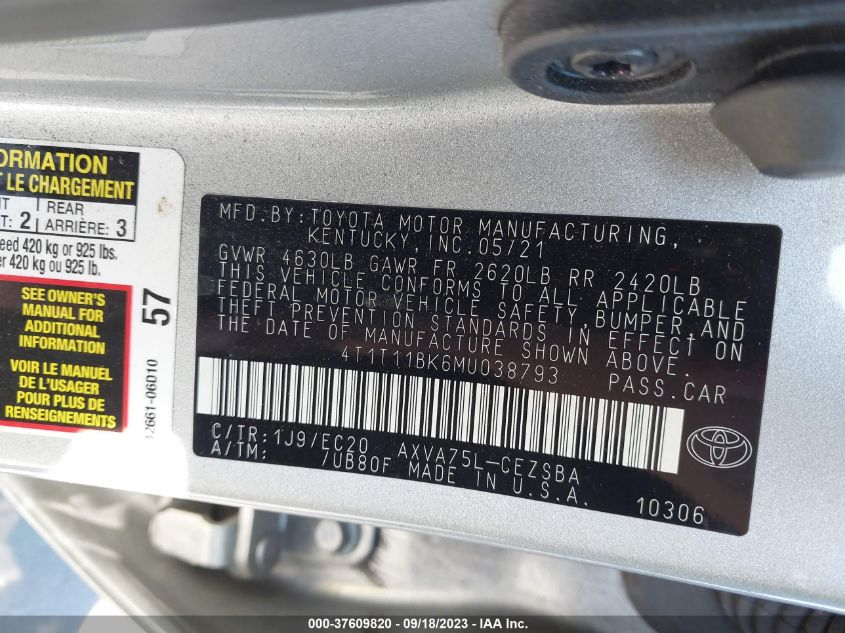 ORMATION
T LE CHARGEMENT
NT REAR
NT: 2 ARRIÈRE: 3
eed 420 kg or 925 lbs.
er 420 kg ou 925 lb.
SEE OWNER'S
MANUAL FOR
ADDITIONAL
INFORMATION
VOIR LE MANUEL
DE L'USAGER
POUR PLUS DE
RENSEIGNEMENTS
57
2661-06D10
MFD.BY:TOYOTA MOTOR MANUFACTURING,
KENTUCKY,INC.05/21
GVWR 4630LB GAWR FR 2620LB RR 2420LB
THIS VEHICLE CONFORMS TO ALL APPLICABLE
FEDERAL MOTOR VEHICLE SAFETY,BUMPER,AND
THEFT PREVENTION STANDARDS IN EFFECT ON
THE DATE OF MANUFACTURE SHOWN ABOVE.
4T1T11BK6MU038793 PASS.CAR
C/TR:1J9/EC20 AXVA75L-CEZSBA
A/TM: 7UB80F MADE IN U.S.A.
10306
000-37609820 - 09/18/2023 - IAA Inc.